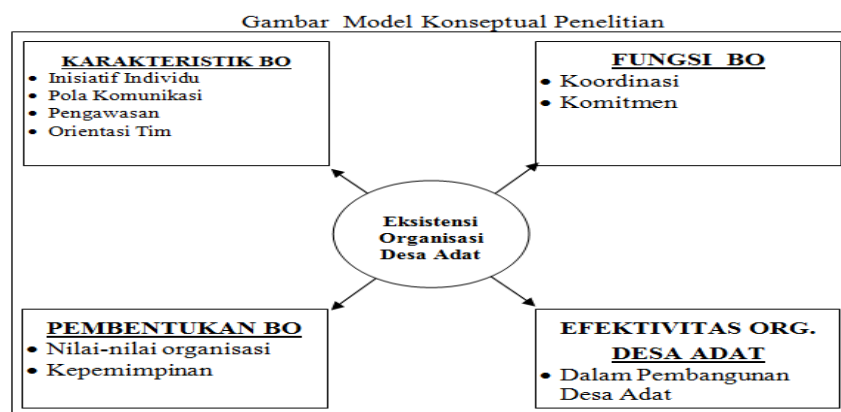 Gambar Model Konseptual Penelitian
KARAKTERISTIK BO
• Inisiatif Individu
• Pola Komunikasi
• Pengawasan
• Orientasi Tim
FUNGSI BO
• Koordinasi
• Komitmen
Eksistensi
Organisasi
Desa Adat
PEMBENTUKAN BO
• Nilai-nilai organisasi
• Kepemimpinan
EFEKTIVITAS ORG.
DESA ADAT
• Dalam Pembangunan
Desa Adat